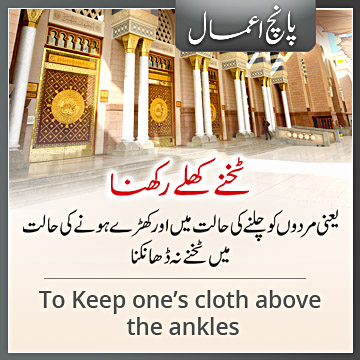 پانچ اعمال
ٹخنے کھلے رکھنا
یعنی مردوں کو چلنے کی حالت میں اور کھڑے ہونے کی حالت
میں ٹخنے نہ ڈھانکنا
To Keep one's cloth above
the ankles